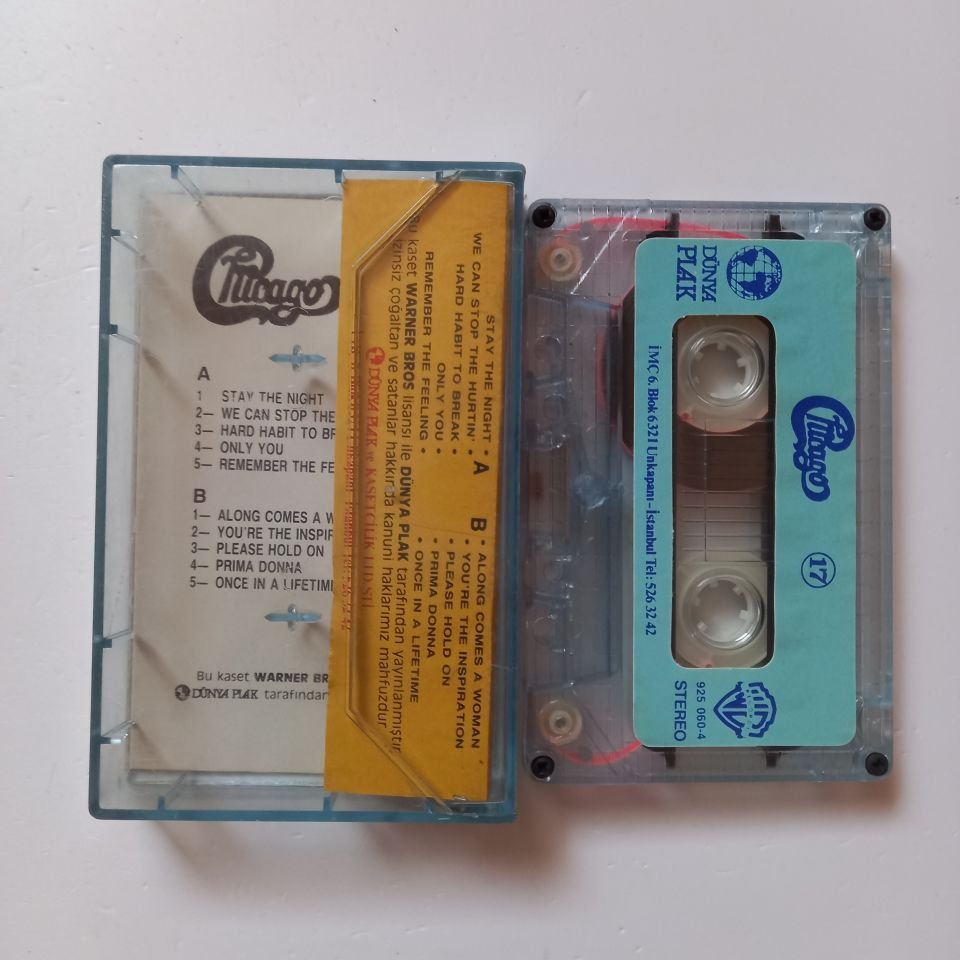 Chicago
A
1 STAY THE NIGHT
2— WE CAN STOP THE
3— HARD HABIT TO BR
4— ONLY YOU
5— REMEMBER THE FE
B
1— ALONG COMES A W
2— YOU'RE THE INSPIR
3— PLEASE HOLD ON
4— PRIMA DONNA
5— ONCE IN A LIFETIME
Bu kaset WARNER BR
DÜNYA PLAK tarafından
A
STAY THE NIGHT •
WE CAN STOP THE HURTIN' •
HARD HABIT TO BREAK •
ONLY YOU •
REMEMBER THE FEELING •
B
• ALONG COMES A WOMAN
• YOU'RE THE INSPIRATION
• PLEASE HOLD ON
• PRIMA DONNA
• ONCE IN A LIFETIME
Bu kaset WARNER BROS lisansı ile DÜNYA PLAK tarafından yayınlanmıştır
İzinsiz çoğaltan ve satanlar hakkında kanuni haklarımız mahfuzdur
DÜNYA PLAK ve KASETÇİLİK LTD. ŞTİ
DÜNYA
PLAK
Chicago
17
İMÇ 6. Blok 6321 Unkapanı - İstanbul Tel: 526 32 42
925 060-4
STEREO